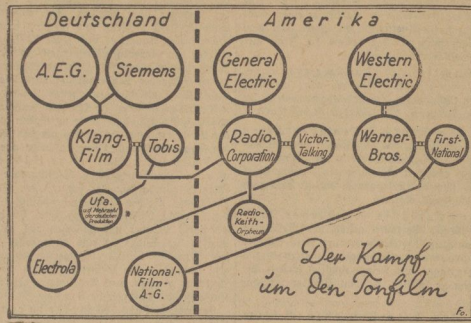 Deutschland
Amerika
A.E.G.
Siemens
General
Electric
Western
Electric
Klang-
Film
Tobis
Radio-
Corporation
Victor-
Talking
Warner-
Bros.
First-
National
Ufa.
Radio-
Keith-
Orpheum
Electrola
National-
Film-
A-G.
Der Kampf
um den Tonfilm
Fo.